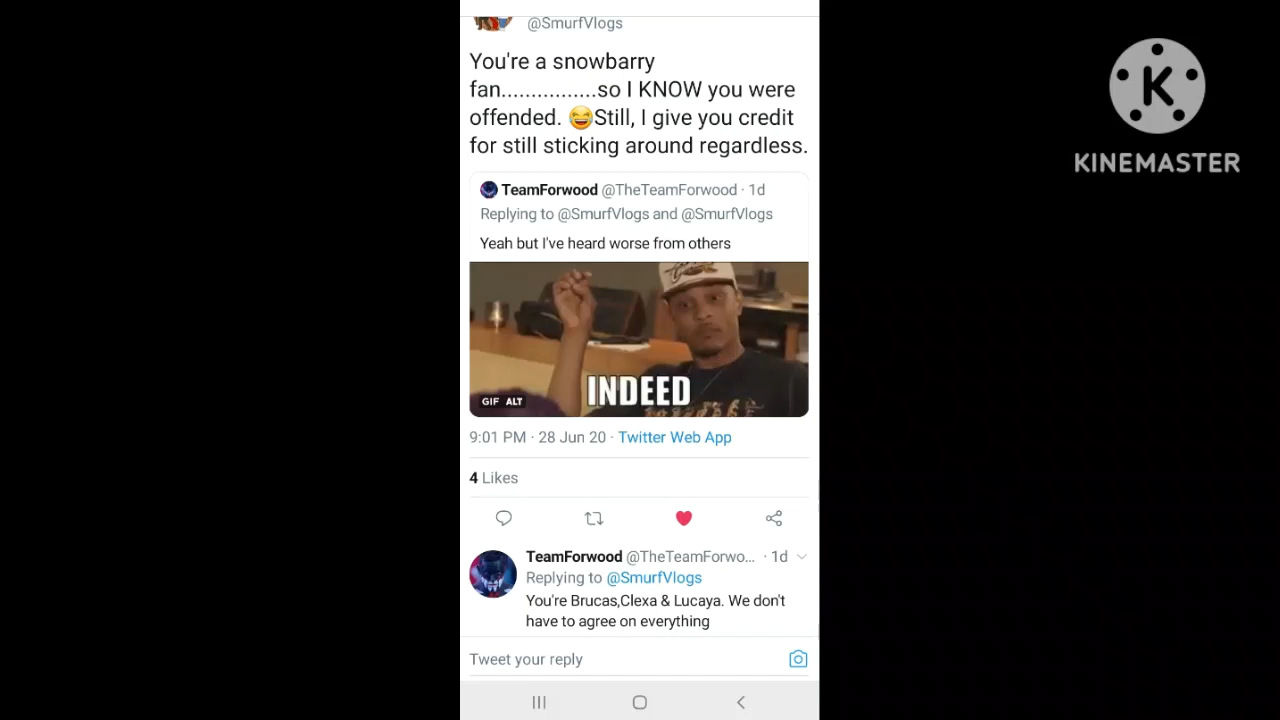 @SmurfVlogs
You're a snowbarry
fan................so I KNOW you were
offended. 😂Still, I give you credit
for still sticking around regardless.
TeamForwood @TheTeamForwood · 1d
Replying to @SmurfVlogs and @SmurfVlogs
Yeah but I've heard worse from others
INDEED
GIF ALT
9:01 PM · 28 Jun 20 · Twitter Web App
4 Likes
TeamForwood @TheTeamForwo... · 1d
Replying to @SmurfVlogs
You're Brucas,Clexa & Lucaya. We don't
have to agree on everything
Tweet your reply
K
KINEMASTER